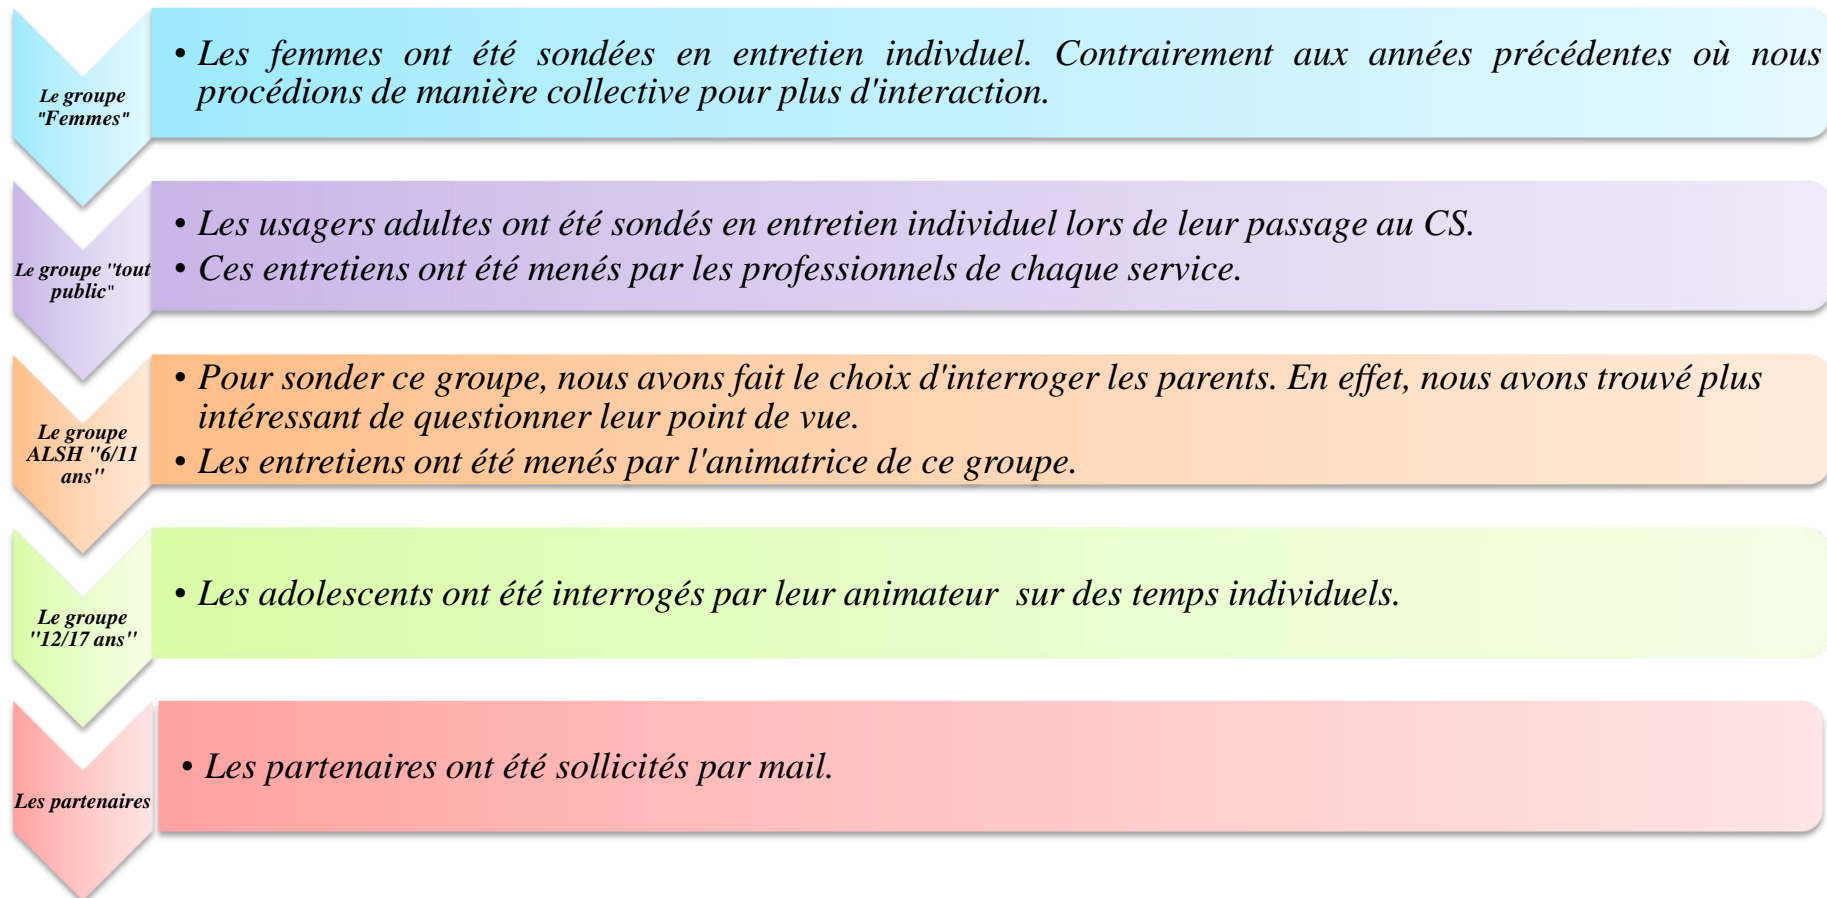 Le groupe
"Femmes"
• Les femmes ont été sondées en entretien indivduel. Contrairement aux années précédentes où nous
procédions de manière collective pour plus d'interaction.
Le groupe "tout
public"
• Les usagers adultes ont été sondés en entretien individuel lors de leur passage au CS.
• Ces entretiens ont été menés par les professionnels de chaque service.
Le groupe
ALSH "6/11
ans"
• Pour sonder ce groupe, nous avons fait le choix d'interroger les parents. En effet, nous avons trouvé plus
intéressant de questionner leur point de vue.
• Les entretiens ont été menés par l'animatrice de ce groupe.
Le groupe
"12/17 ans"
• Les adolescents ont été interrogés par leur animateur  sur des temps individuels.
Les partenaires
• Les partenaires ont été sollicités par mail.